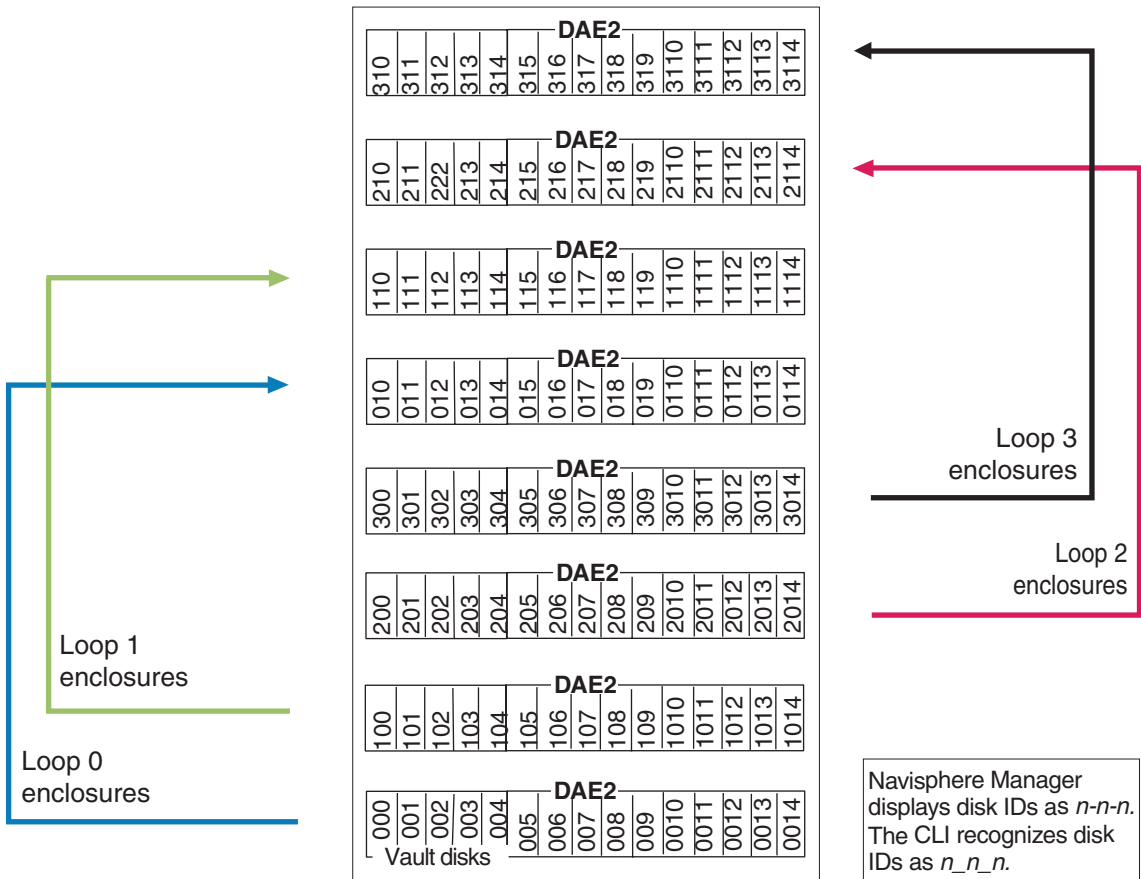 DAE2
310 311 312 313 314 315 316 317 318 319 3110 3111 3112 3113 3114
DAE2
210 211 222 213 214 215 216 217 218 219 2110 2111 2112 2113 2114
DAE2
110 111 112 113 114 115 116 117 118 119 1110 1111 1112 1113 1114
DAE2
010 011 012 013 014 015 016 017 018 019 0110 0111 0112 0113 0114
Loop 3
enclosures
DAE2
300 301 302 303 304 305 306 307 308 309 3010 3011 3012 3013 3014
Loop 2
enclosures
DAE2
200 201 202 203 204 205 206 207 208 209 2010 2011 2012 2013 2014
Loop 1
enclosures
DAE2
100 101 102 103 104 105 106 107 108 109 1010 1011 1012 1013 1014
Loop 0
enclosures
DAE2
000 001 002 003 004 005 006 007 008 009 0010 0011 0012 0013 0014
Vault disks
Navisphere Manager
displays disk IDs as n-n-n.
The CLI recognizes disk
IDs as n_n_n.